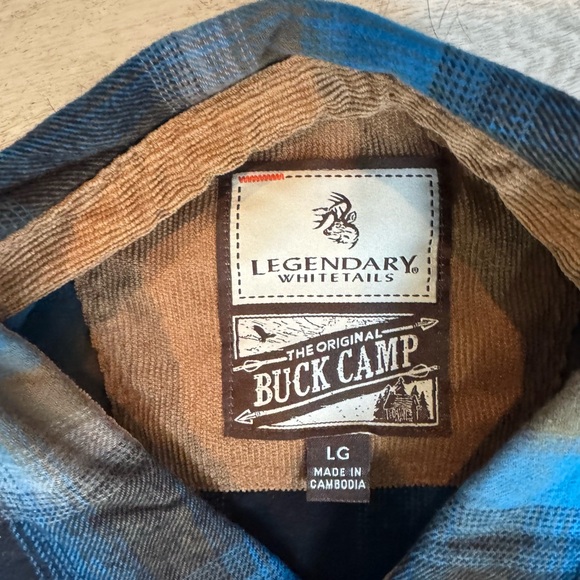 LEGENDARY®
WHITETAILS
THE ORIGINAL
BUCK CAMP
LG
MADE IN
CAMBODIA